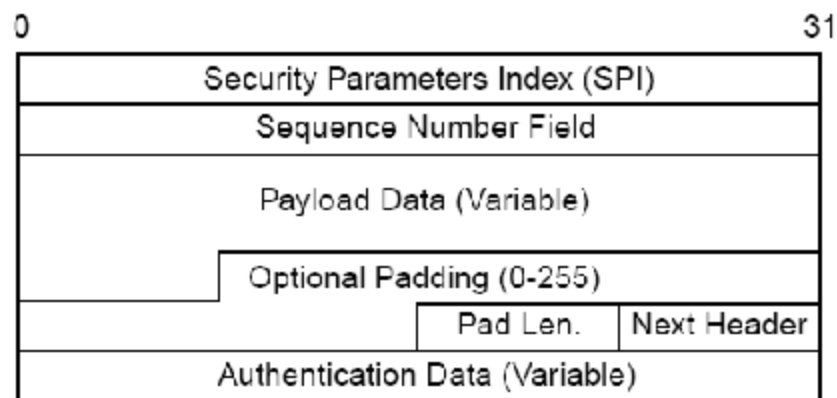 0 31
Security Parameters Index (SPI)
Sequence Number Field
Payload Data (Variable)
Optional Padding (0-255)
Pad Len. Next Header
Authentication Data (Variable)